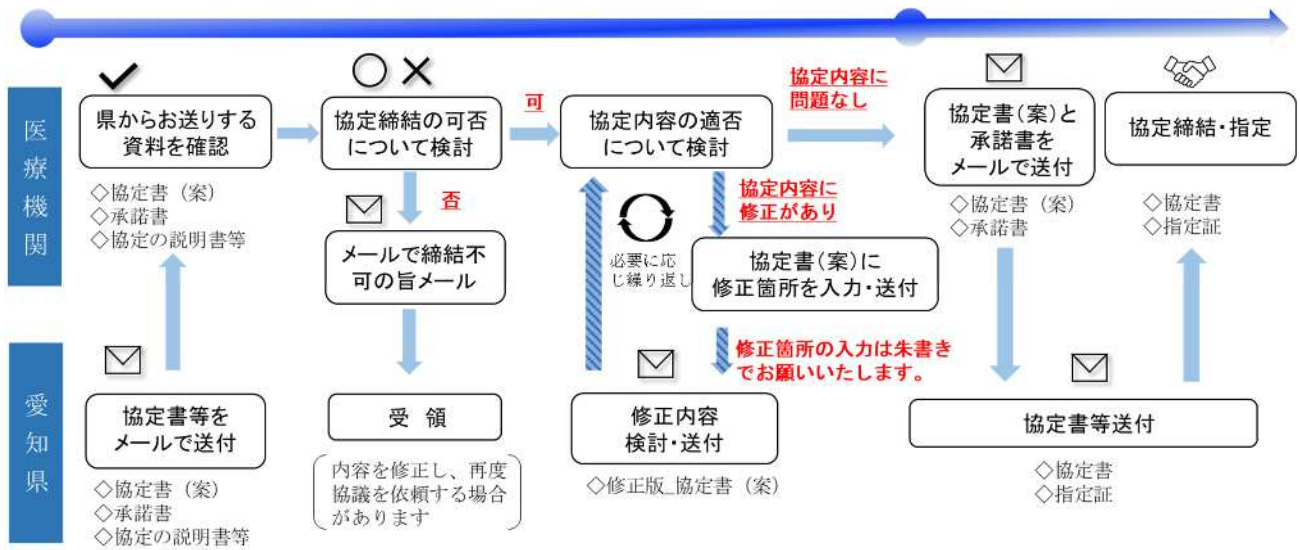 医療機関
県からお送りする
資料を確認
◇協定書（案）
◇承諾書
◇協定の説明書等
協定締結の可否
について検討
可
否
メールで締結不
可の旨メール
協定内容の適否
について検討
協定内容に
問題なし
協定内容に
修正があり
必要に応
じ繰り返し
協定書（案）に
修正箇所を入力・送付
協定書（案）と
承諾書を
メールで送付
◇協定書（案）
◇承諾書
協定締結・指定
◇協定書
◇指定証
愛知県
協定書等を
メールで送付
◇協定書（案）
◇承諾書
◇協定の説明書等
受　領
内容を修正し、再度
協議を依頼する場合
があります
修正箇所の入力は朱書き
でお願いいたします。
修正内容
検討・送付
◇修正版_協定書（案）
協定書等送付
◇協定書
◇指定証